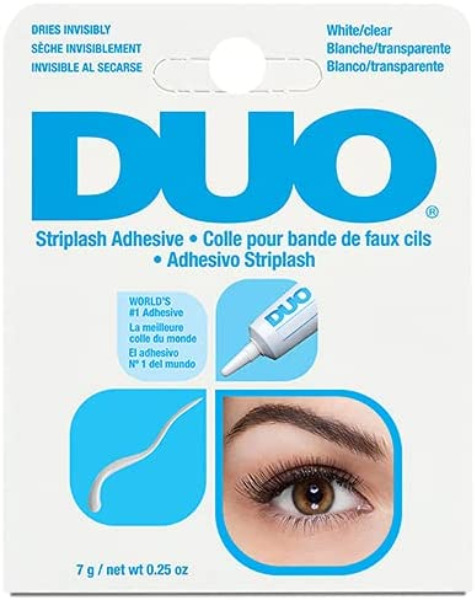 DRIES INVISIBLY
SÈCHE INVISIBLEMENT
INVISIBLE AL SECARSE
White/clear
Blanche/transparente
Blanco/transparente
DUO®
Striplash Adhesive • Colle pour bande de faux cils
• Adhesivo Striplash
WORLD'S
#1 Adhesive
La meilleure
colle du monde
El adhesivo
Nº 1 del mundo
DUO
7 g / net wt 0.25 oz